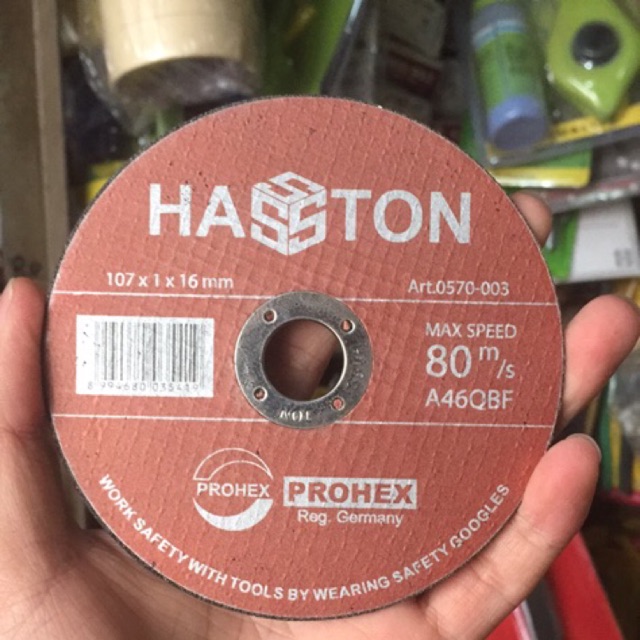 HASSTON
107 x 1 x 16 mm
Art.0570-003
MAX SPEED
80 m/s
A46QBF
PROHEX
PROHEX
Reg. Germany
WORK SAFETY WITH TOOLS BY WEARING SAFETY GOOGLES